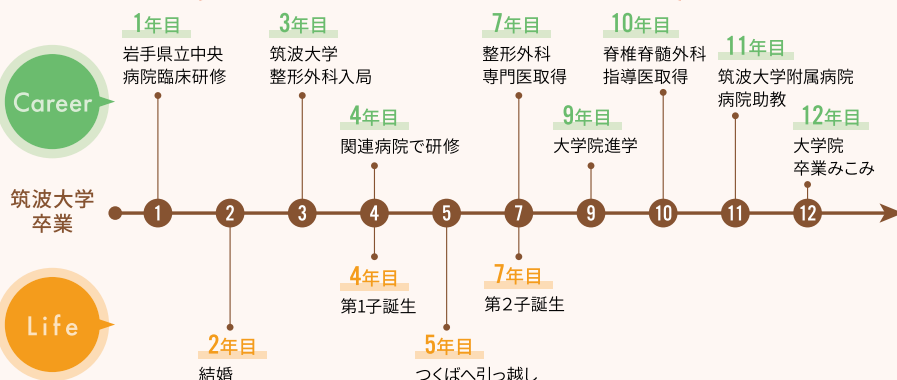 Career
1年目
岩手県立中央
病院臨床研修
3年目
筑波大学
整形外科入局
4年目
関連病院で研修
7年目
整形外科
専門医取得
9年目
大学院進学
10年目
脊椎脊髄外科
指導医取得
11年目
筑波大学附属病院
病院助教
12年目
大学院
卒業みこみ
筑波大学
卒業
1 2 3 4 5 7 9 10 11 12
Life
2年目
結婚
4年目
第1子誕生
5年目
つくばへ引っ越し
7年目
第2子誕生